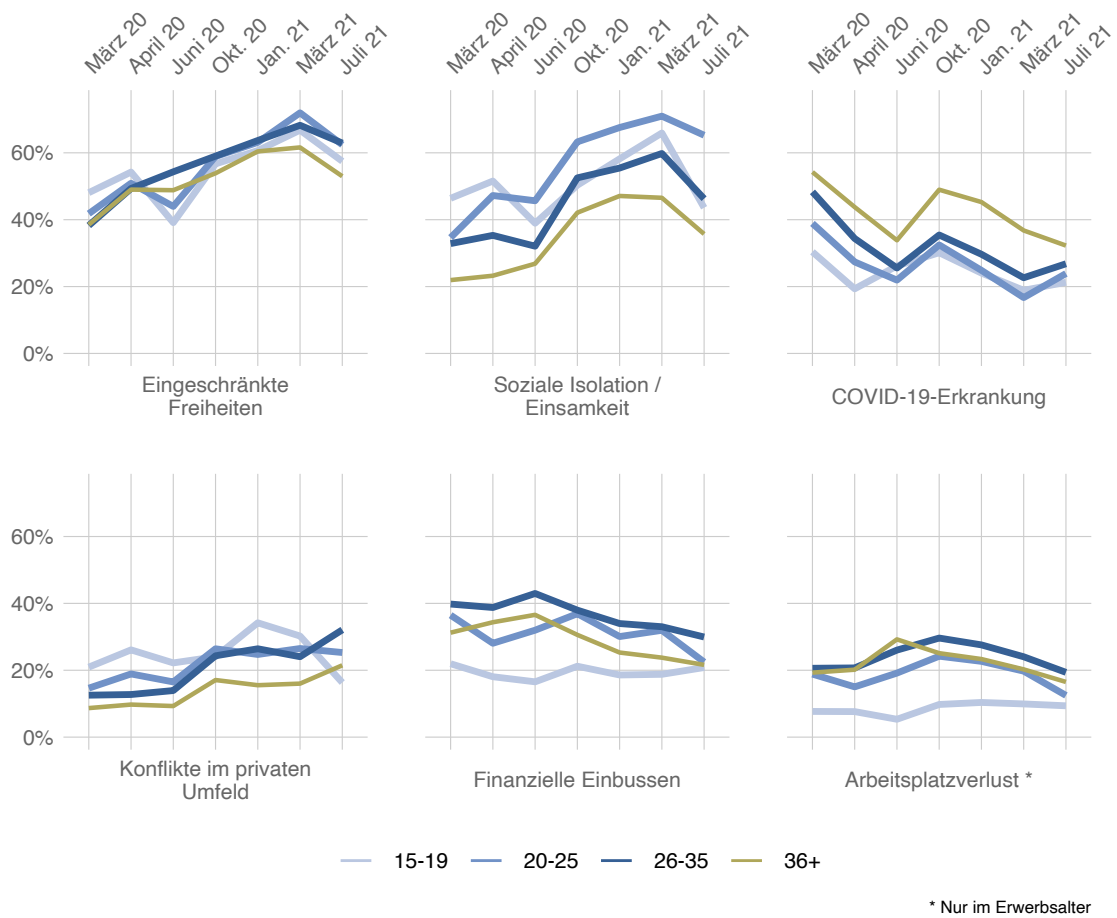 März 20 April 20 Juni 20 Okt. 20 Jan. 21 März 21 Juli 21
März 20 April 20 Juni 20 Okt. 20 Jan. 21 März 21 Juli 21
März 20 April 20 Juni 20 Okt. 20 Jan. 21 März 21 Juli 21
60%
40%
20%
0%
Eingeschränkte
Freiheiten
Soziale Isolation /
Einsamkeit
COVID-19-Erkrankung
60%
40%
20%
0%
Konflikte im privaten
Umfeld
Finanzielle Einbussen
Arbeitsplatzverlust *
15-19 20-25 26-35 36+
* Nur im Erwerbsalter